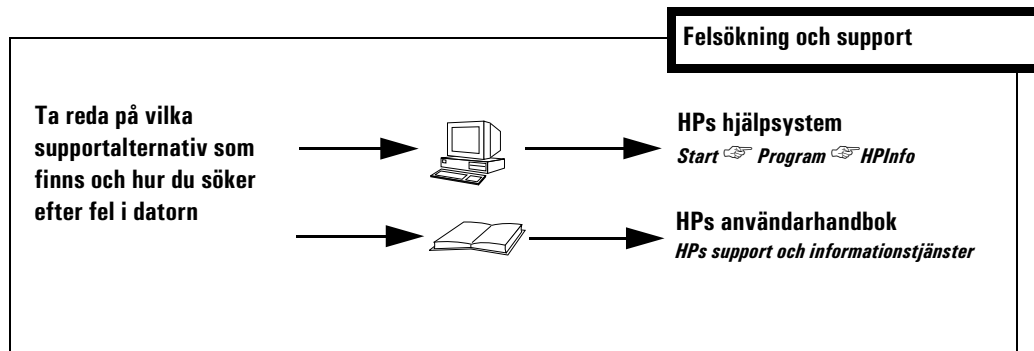 Felsökning och support
Ta reda på vilka
supportalternativ som
finns och hur du söker
efter fel i datorn
HPs hjälpsystem
Start ☞ Program ☞ HPInfo
HPs användarhandbok
HPs support och informationstjänster